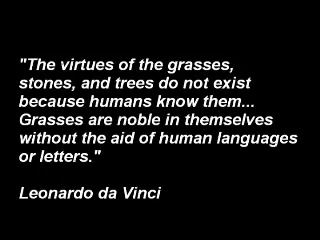 "The virtues of the grasses,
stones, and trees do not exist
because humans know them...
Grasses are noble in themselves
without the aid of human languages
or letters."
Leonardo da Vinci